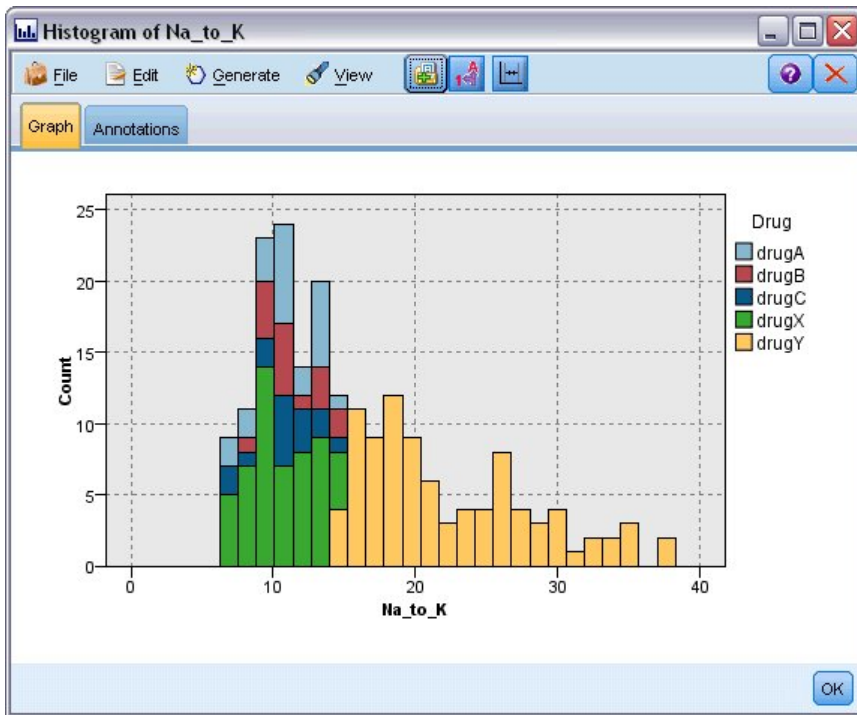 Histogram of Na_to_K
File Edit Generate View
Graph Annotations
25
20
15
10
5
0
Count
0 10 20 30 40
Na_to_K
Drug
drugA
drugB
drugC
drugX
drugY
OK